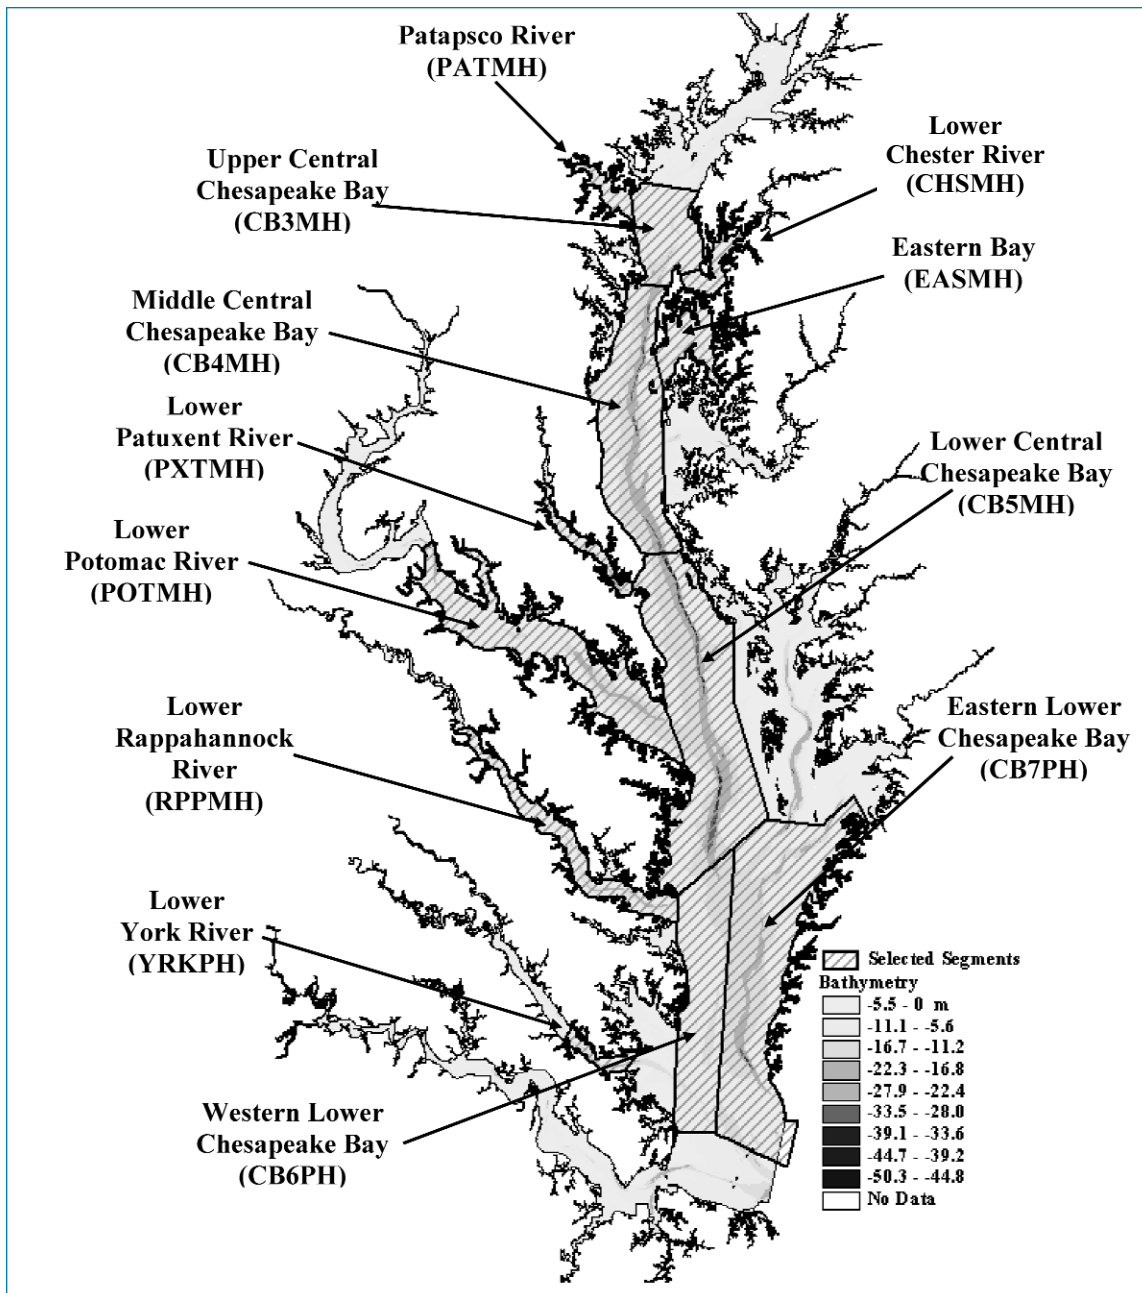 Patapsco River
(PATMH)
Lower
Chester River
(CHSMH)
Upper Central
Chesapeake Bay
(CB3MH)
Eastern Bay
(EASMH)
Middle Central
Chesapeake Bay
(CB4MH)
Lower
Patuxent River
(PXTMH)
Lower Central
Chesapeake Bay
(CB5MH)
Lower
Potomac River
(POTMH)
Lower
Rappahannock
River
(RPPMH)
Eastern Lower
Chesapeake Bay
(CB7PH)
Lower
York River
(YRKPH)
Western Lower
Chesapeake Bay
(CB6PH)
Selected Segments
Bathymetry
-5.5 - 0 m
-11.1 - -5.6
-16.7 - -11.2
-22.3 - -16.8
-27.9 - -22.4
-33.5 - -28.0
-39.1 - -33.6
-44.7 - -39.2
-50.3 - -44.8
No Data